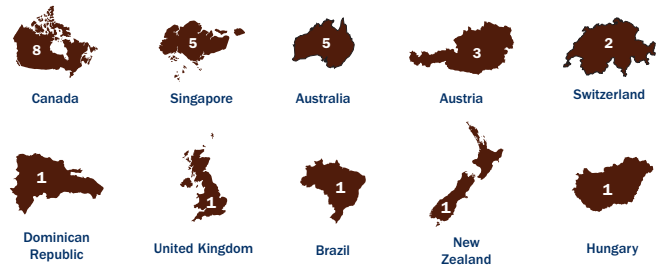 8
5
5
3
2
Canada
Singapore
Australia
Austria
Switzerland
1
1
1
1
1
Dominican
Republic
United Kingdom
Brazil
New
Zealand
Hungary